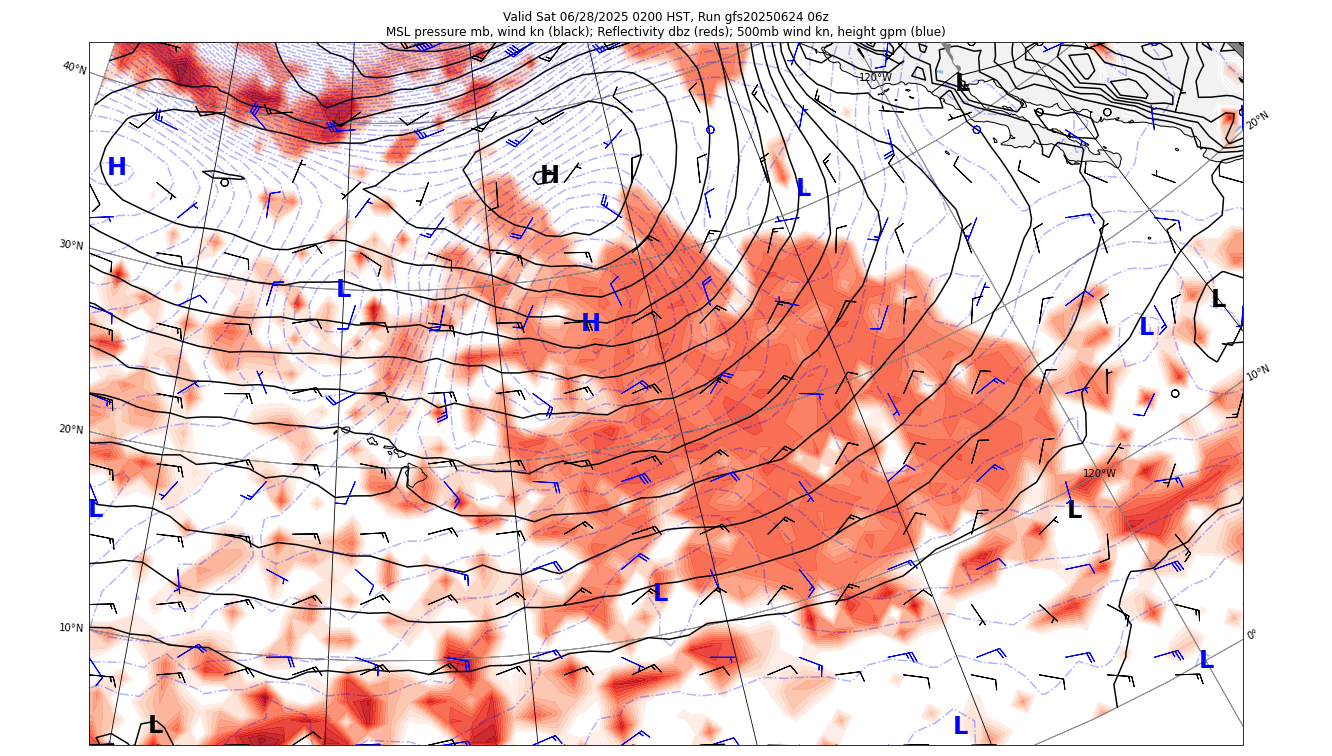 Valid Sat 06/28/2025 0200 HST, Run gfs20250624 06z
MSL pressure mb, wind kn (black); Reflectivity dbz (reds); 500mb wind kn, height gpm (blue)
40°N
120°W
L
20°N
H
H
L
30°N
L
L
H
L
10°N
20°N
120°W
L
L
L
10°N
0°
L
L
L